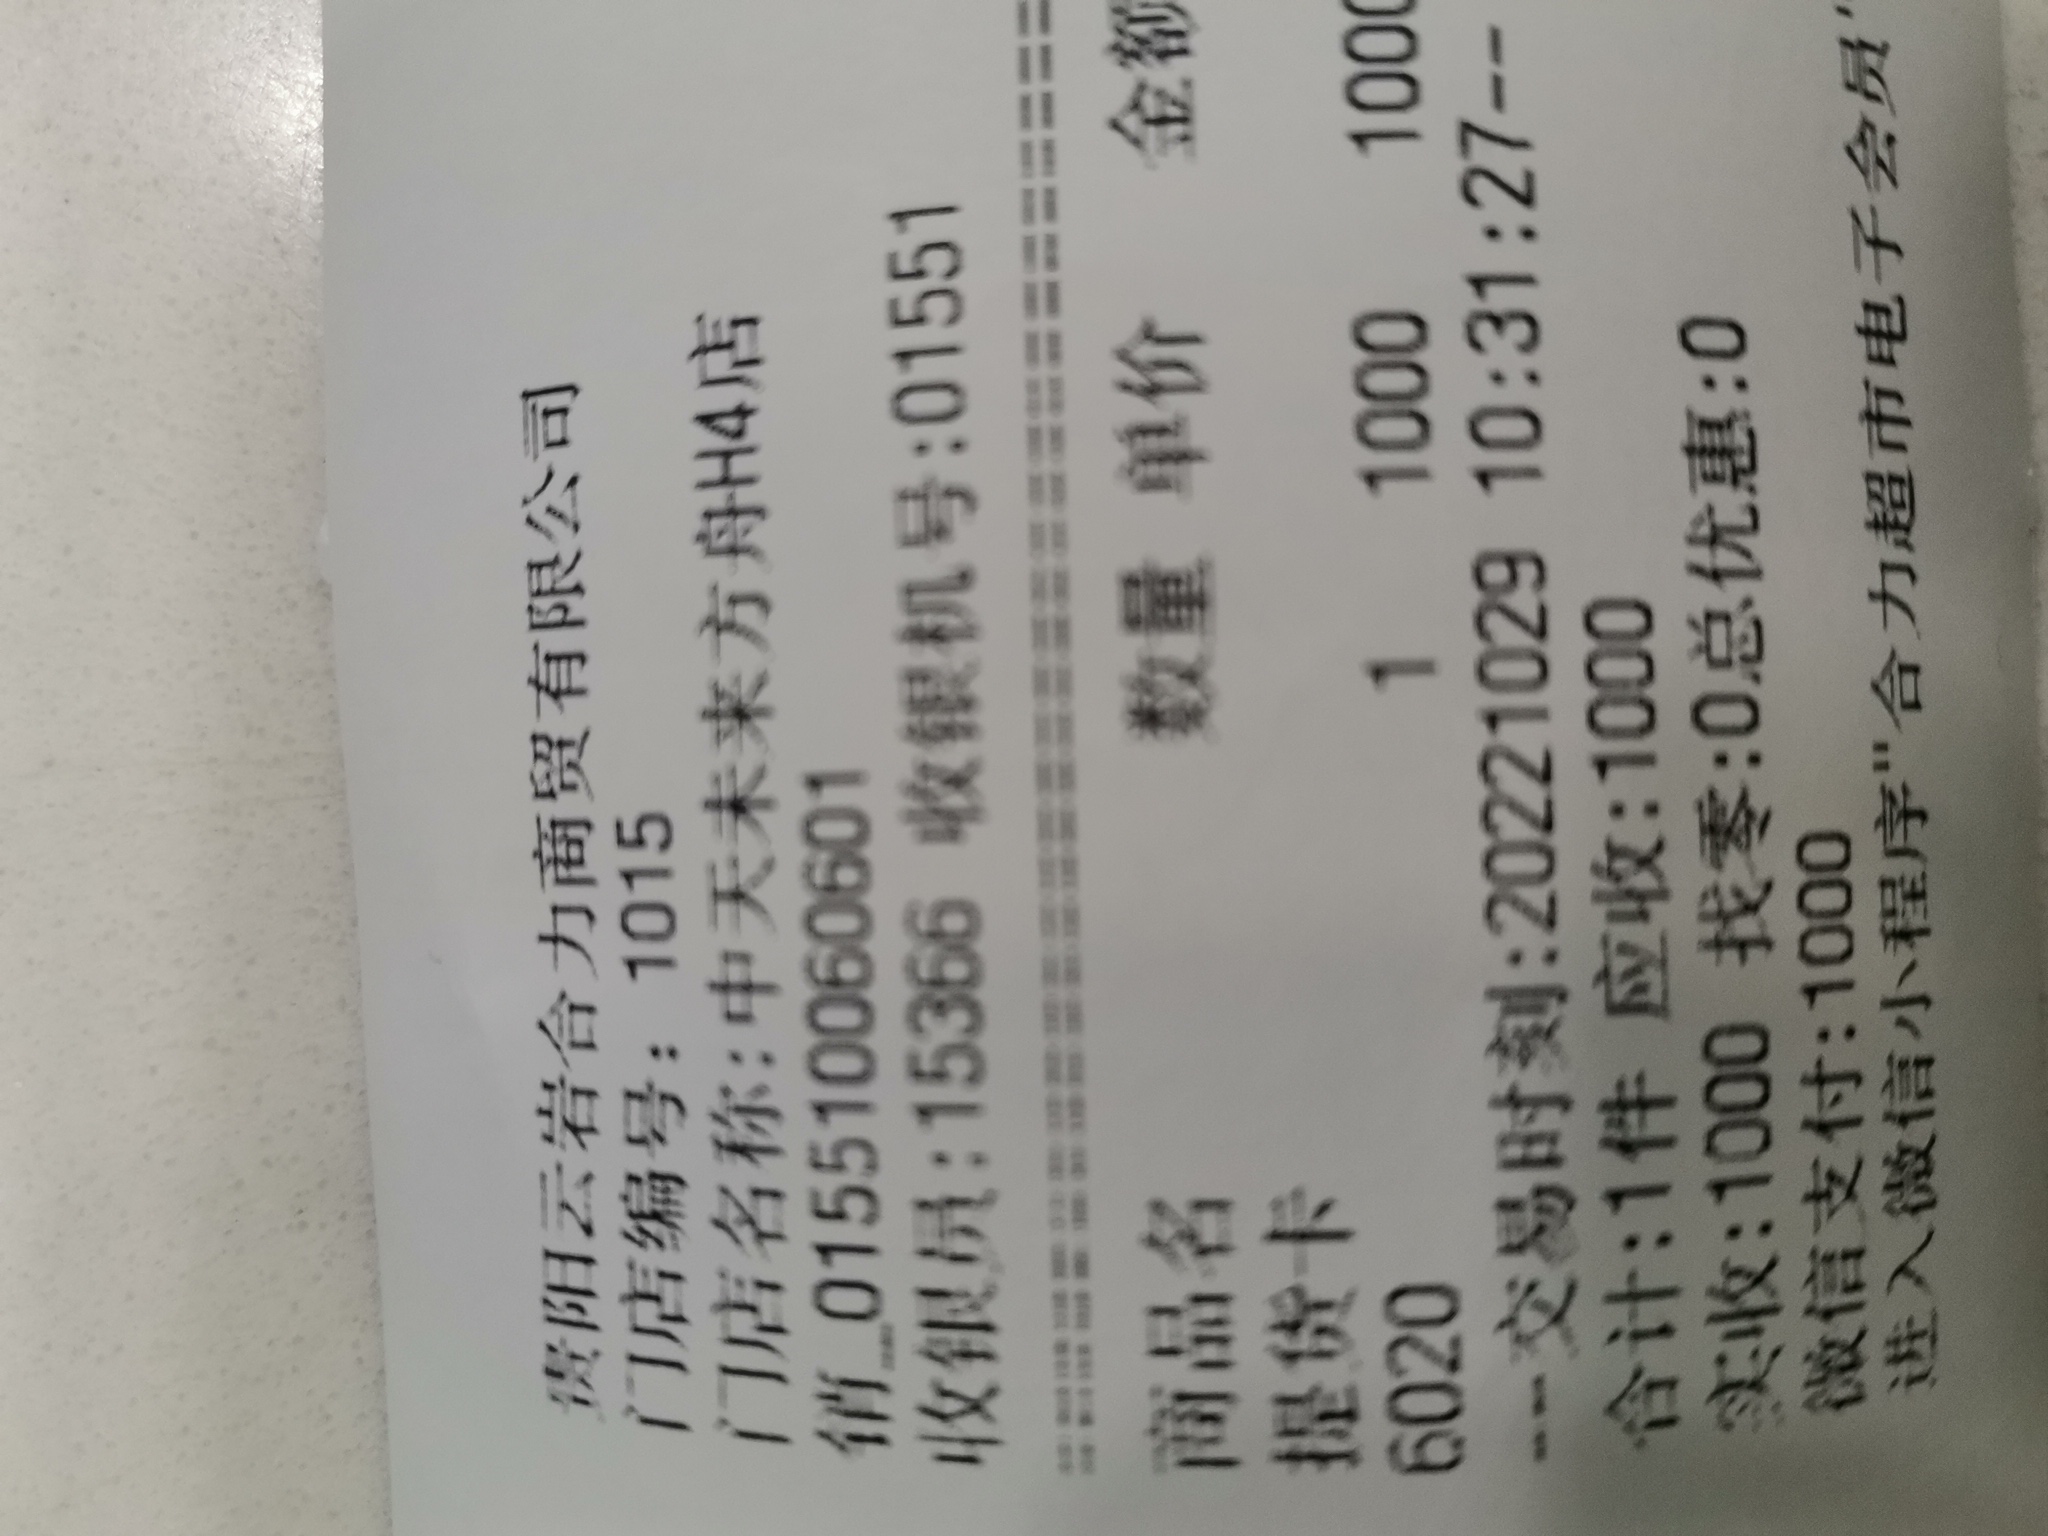 贵阳云岩合力商贸有限公司
门店编号: 1015
门店名称:中天未来方舟H4店
销_01551006060​1
收银员:15366 收银机号:01551
================================
商品名 数量 单价 金额
提货卡 1 1000 1000
6020
---交易时刻:20221029 10:31:27--
合计:1件 应收:1000
实收:1000 找零:0总优惠:0
微信支付:1000
进入微信小程序"合力超市电子会员"